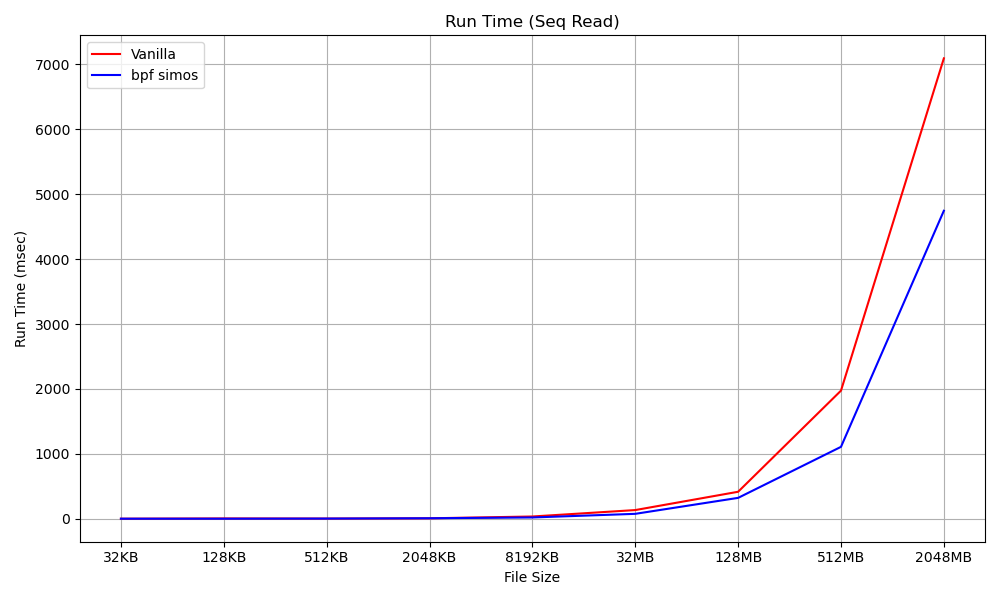 Run Time (Seq Read)
Vanilla
bpf simos
7000
6000
5000
4000
3000
2000
1000
0
Run Time (msec)
32KB 128KB 512KB 2048KB 8192KB 32MB 128MB 512MB 2048MB
File Size